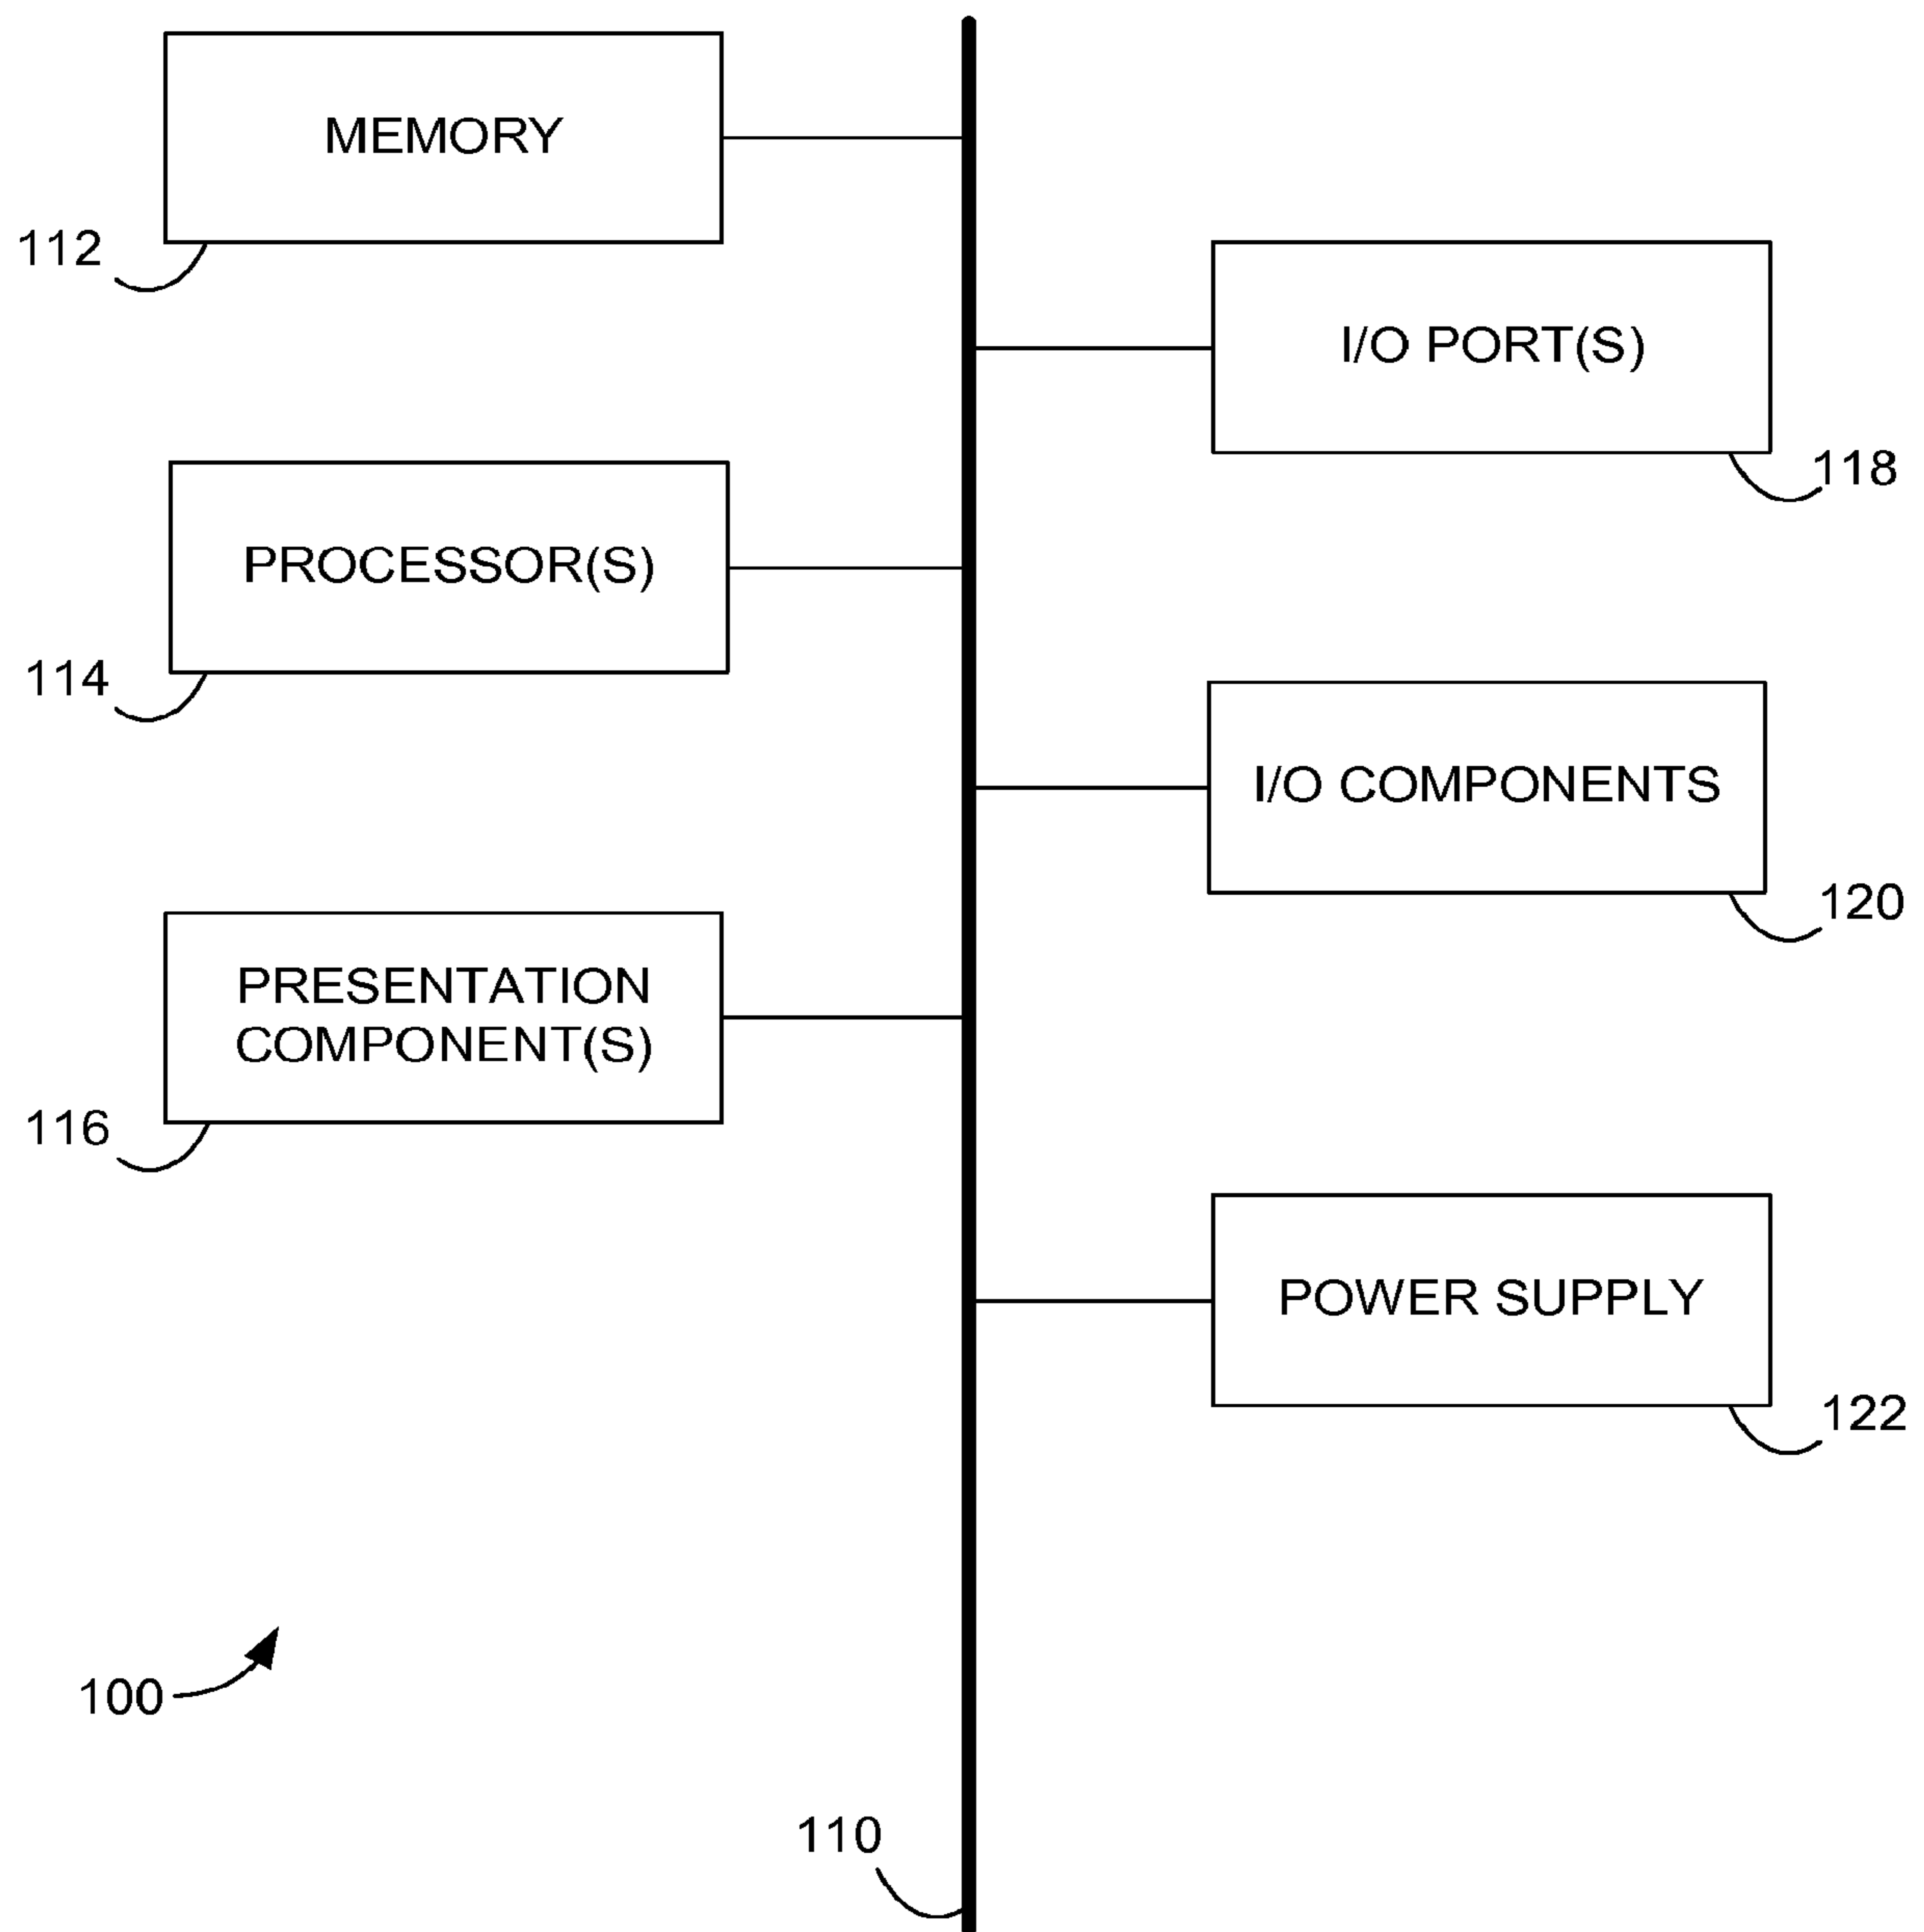 MEMORY
112
I/O PORT(S)
118
PROCESSOR(S)
114
I/O COMPONENTS
120
PRESENTATION
COMPONENT(S)
116
POWER SUPPLY
122
100
110